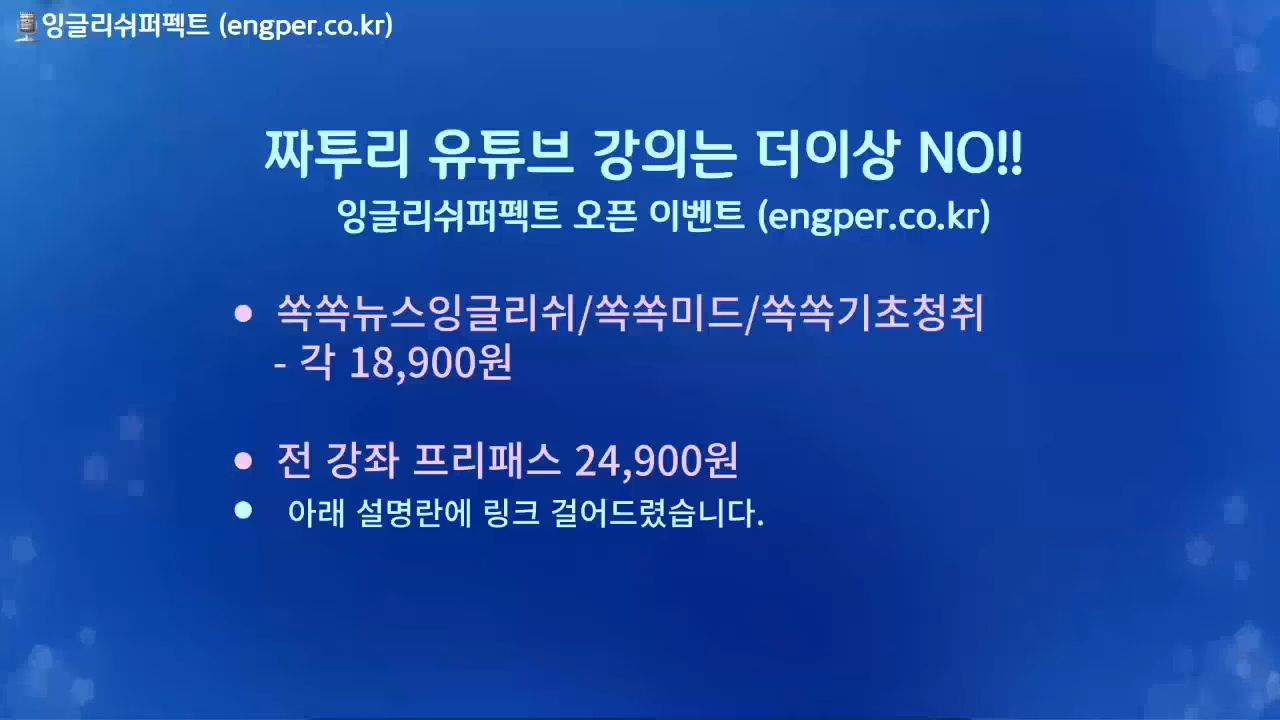 잉글리쉬퍼펙트 (engper.co.kr)
짜투리 유튜브 강의는 더이상 NO!!
잉글리쉬퍼펙트 오픈 이벤트 (engper.co.kr)
● 쏙쏙뉴스잉글리쉬/쏙쏙미드/쏙쏙기초청취
- 각 18,900원
● 전 강좌 프리패스 24,900원
● 아래 설명란에 링크 걸어드렸습니다.